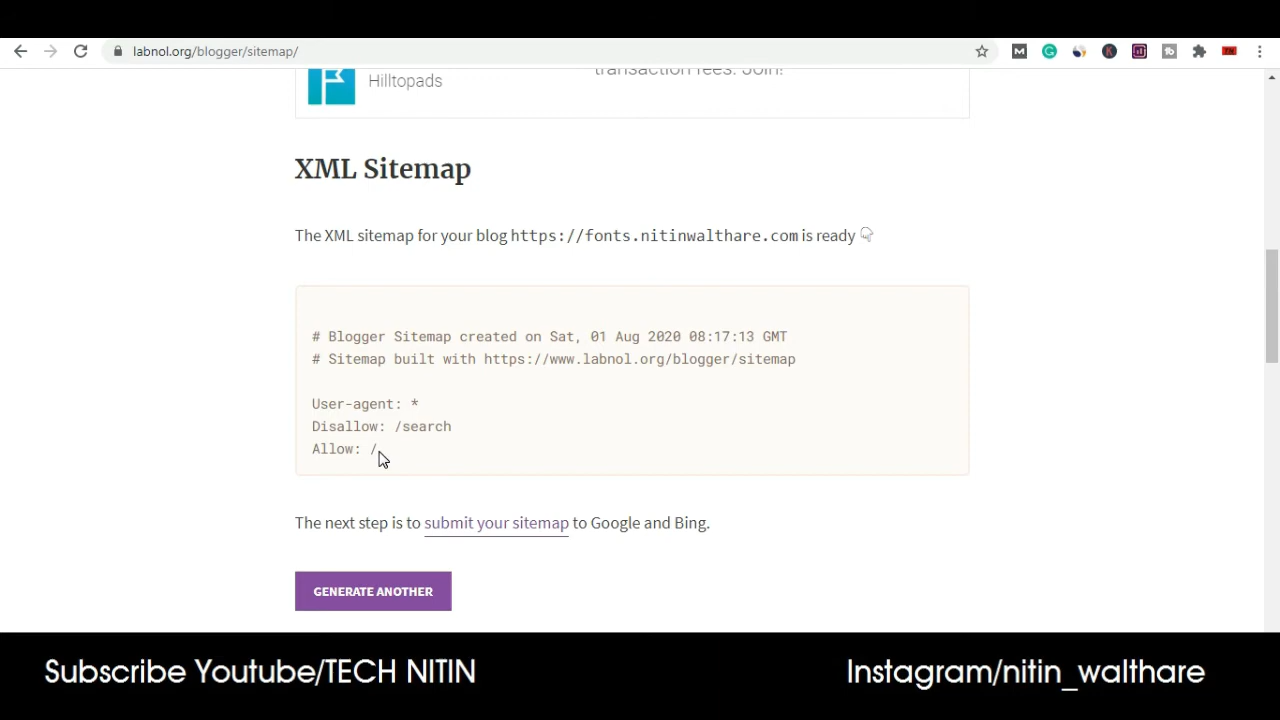 labnol.org/blogger/sitemap/
Hilltopads
transaction fees. Join!
XML Sitemap
The XML sitemap for your blog https://fonts.nitinwalthare.com is ready
# Blogger Sitemap created on Sat, 01 Aug 2020 08:17:13 GMT
# Sitemap built with https://www.labnol.org/blogger/sitemap
User-agent: *
Disallow: /search
Allow: /
The next step is to submit your sitemap to Google and Bing.
GENERATE ANOTHER
Subscribe Youtube/TECH NITIN
Instagram/nitin_walthare